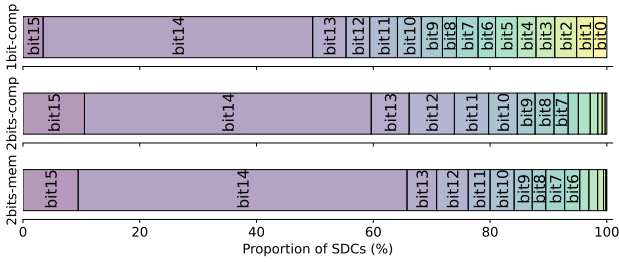 1bit-comp
bit15 bit14 bit13 bit12 bit11 bit10 bit9 bit8 bit7 bit6 bit5 bit4 bit3 bit2 bit1 bit0
2bits-comp
bit15 bit14 bit13 bit12 bit11 bit10 bit9 bit8 bit7
2bits-mem
bit15 bit14 bit13 bit12 bit11 bit10 bit9 bit8 bit7 bit6
0 20 40 60 80 100
Proportion of SDCs (%)